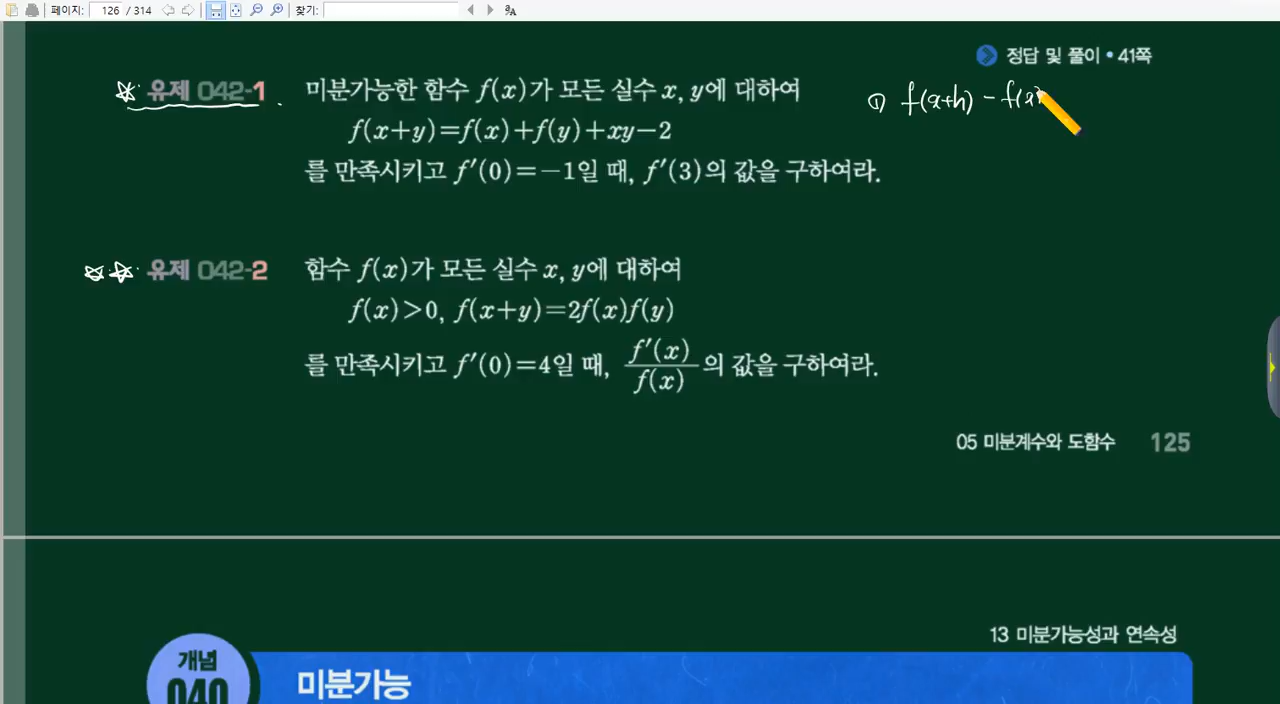 페이지: 126 / 314 찾기:
정답 및 풀이 • 41쪽
유제 042-1 미분가능한 함수 f(x)가 모든 실수 x, y에 대하여
① f(x+h) - f(x)
f(x+y)=f(x)+f(y)+xy-2
를 만족시키고 f′(0)=-1일 때, f′(3)의 값을 구하여라.
유제 042-2 함수 f(x)가 모든 실수 x, y에 대하여
f(x)>0, f(x+y)=2f(x)f(y)
를 만족시키고 f′(0)=4일 때, f′(x)/f(x)의 값을 구하여라.
05 미분계수와 도함수 125
13 미분가능성과 연속성
개념
040 미분가능